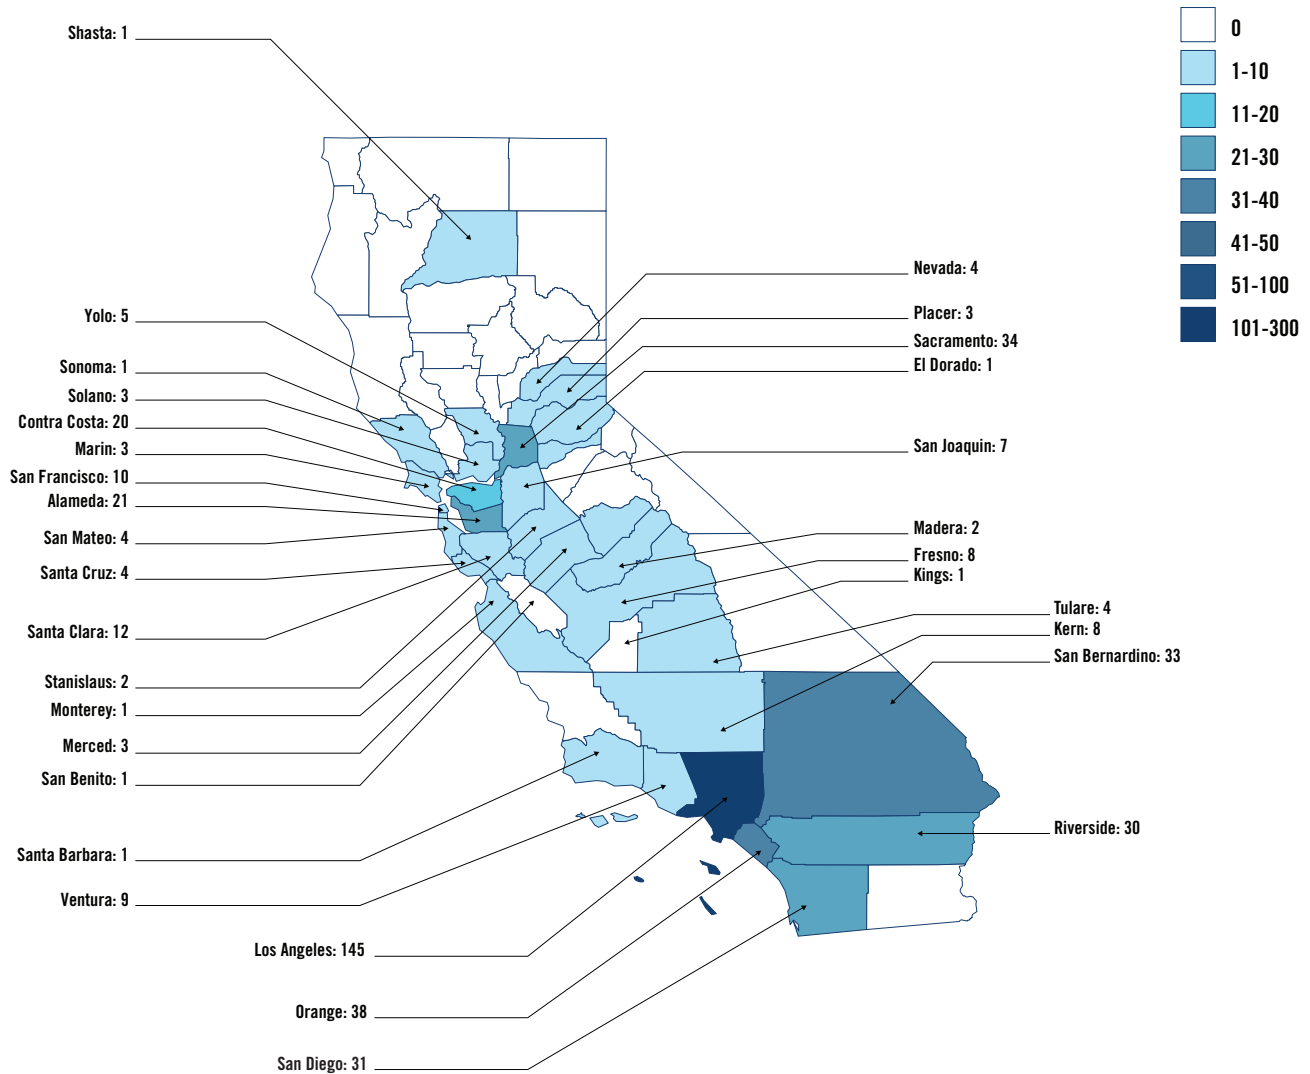 Shasta: 1
Yolo: 5
Sonoma: 1
Solano: 3
Contra Costa: 20
Marin: 3
San Francisco: 10
Alameda: 21
San Mateo: 4
Santa Cruz: 4
Santa Clara: 12
Stanislaus: 2
Monterey: 1
Merced: 3
San Benito: 1
Santa Barbara: 1
Ventura: 9
Los Angeles: 145
Orange: 38
San Diego: 31
Nevada: 4
Placer: 3
Sacramento: 34
El Dorado: 1
San Joaquin: 7
Madera: 2
Fresno: 8
Kings: 1
Tulare: 4
Kern: 8
San Bernardino: 33
Riverside: 30
0
1-10
11-20
21-30
31-40
41-50
51-100
101-300